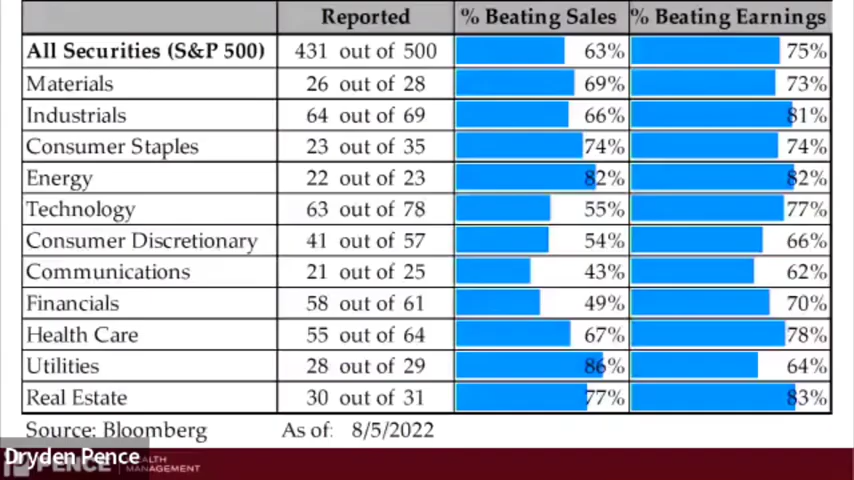 Reported % Beating Sales % Beating Earnings
All Securities (S&P 500) 431 out of 500 63% 75%
Materials 26 out of 28 69% 73%
Industrials 64 out of 69 66% 81%
Consumer Staples 23 out of 35 74% 74%
Energy 22 out of 23 82% 82%
Technology 63 out of 78 55% 77%
Consumer Discretionary 41 out of 57 54% 66%
Communications 21 out of 25 43% 62%
Financials 58 out of 61 49% 70%
Health Care 55 out of 64 67% 78%
Utilities 28 out of 29 86% 64%
Real Estate 30 out of 31 77% 83%
Source: Bloomberg As of: 8/5/2022
Dryden Pence
PENCE WEALTH
MANAGEMENT